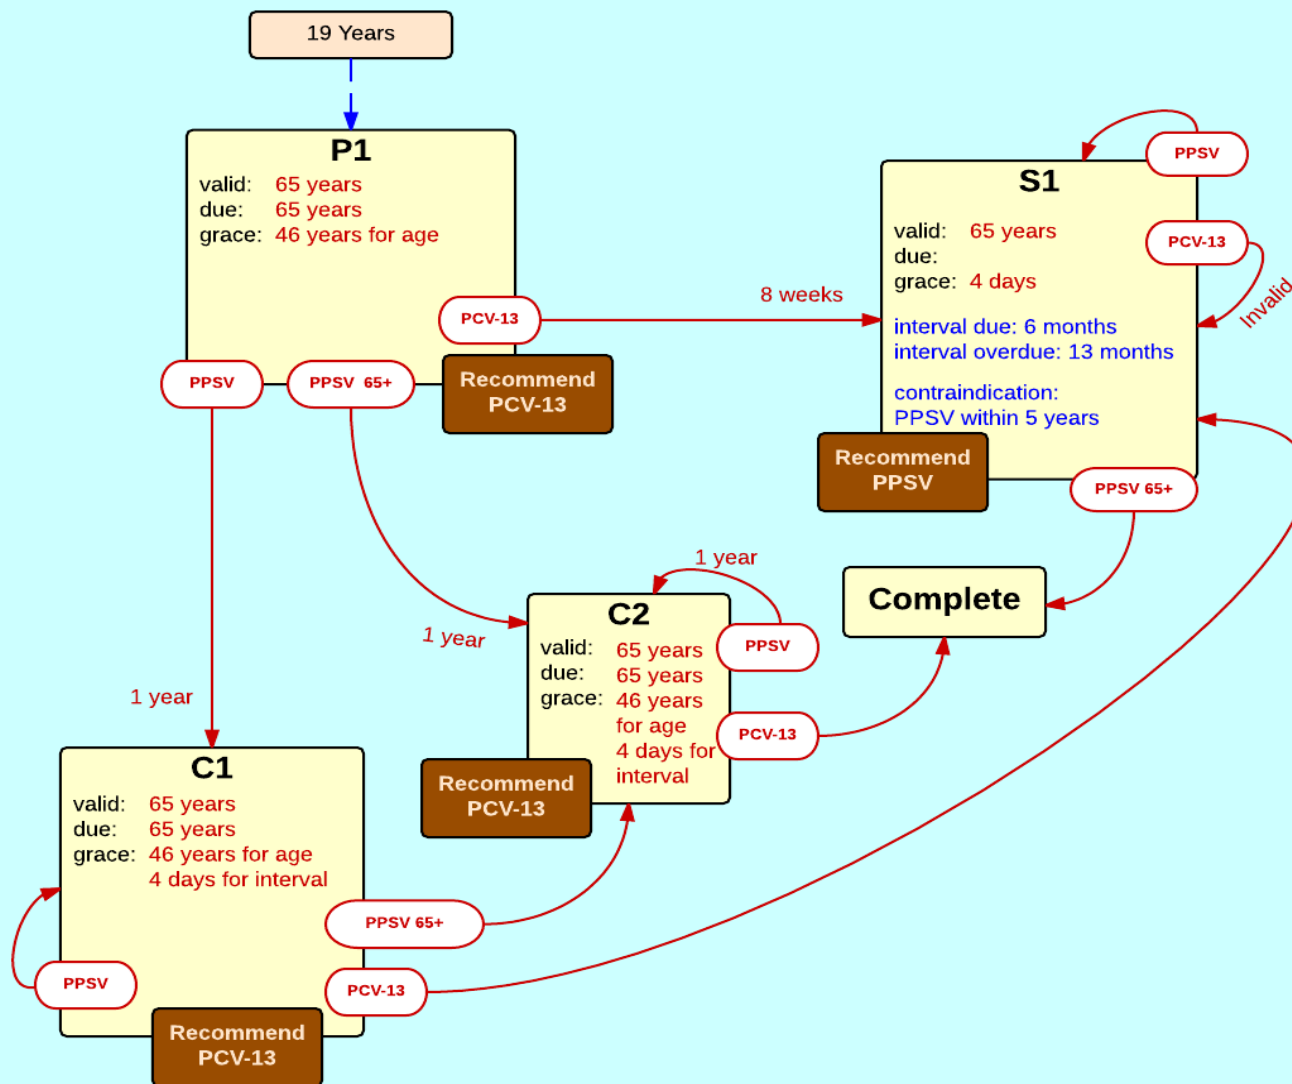 19 Years
P1
valid: 65 years
due: 65 years
grace: 46 years for age
PCV-13
PPSV
PPSV 65+
Recommend
PCV-13
8 weeks
S1
PPSV
valid: 65 years
due:
grace: 4 days
PCV-13
Invalid
interval due: 6 months
interval overdue: 13 months
contraindication:
PPSV within 5 years
Recommend
PPSV
PPSV 65+
1 year
1 year
1 year
C2
valid: 65 years
due: 65 years
grace: 46 years
for age
4 days for
interval
PPSV
PCV-13
Recommend
PCV-13
Complete
C1
valid: 65 years
due: 65 years
grace: 46 years for age
4 days for interval
PPSV 65+
PPSV
PCV-13
Recommend
PCV-13